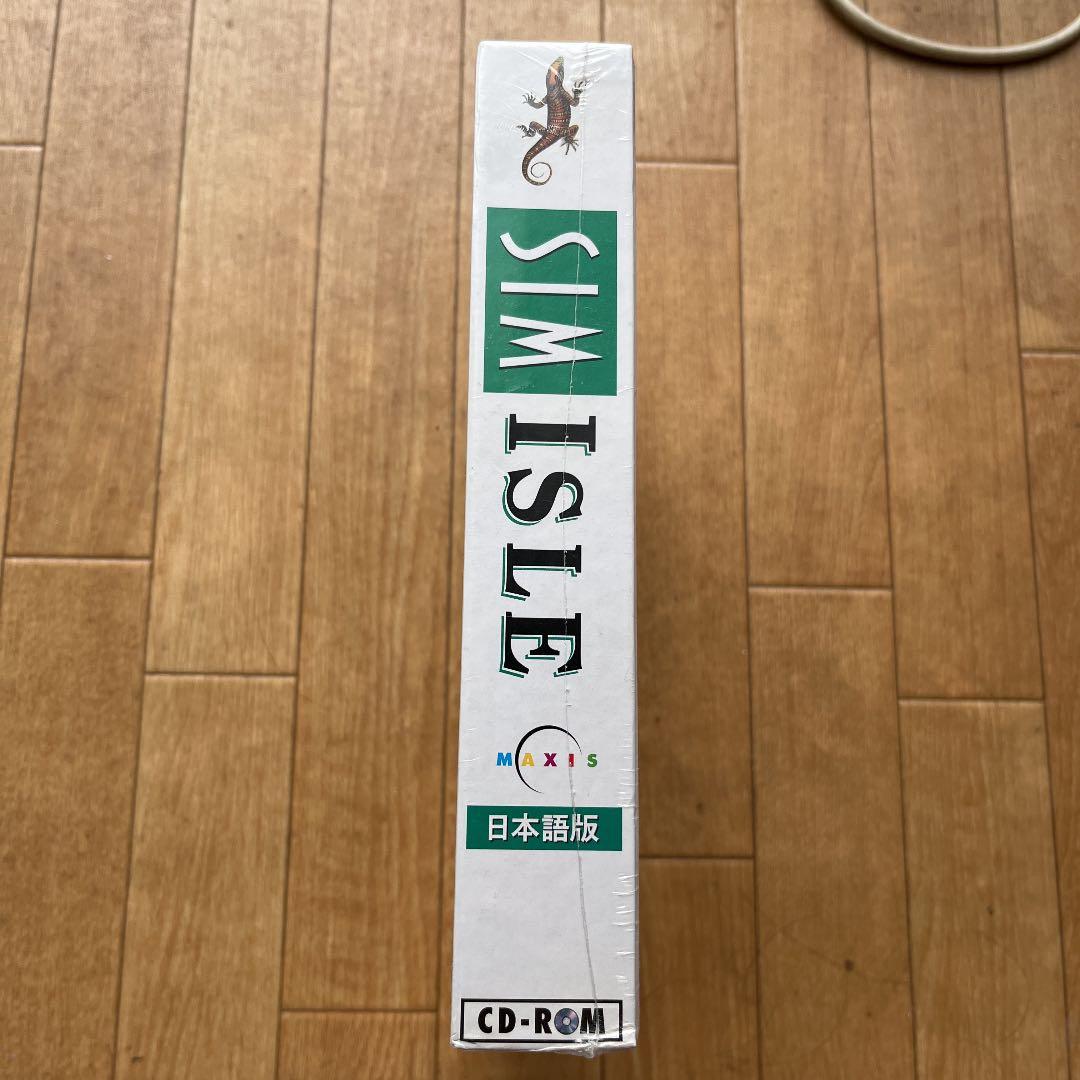 SIM
ISLE
MAXIS
日本語版
CD-ROM